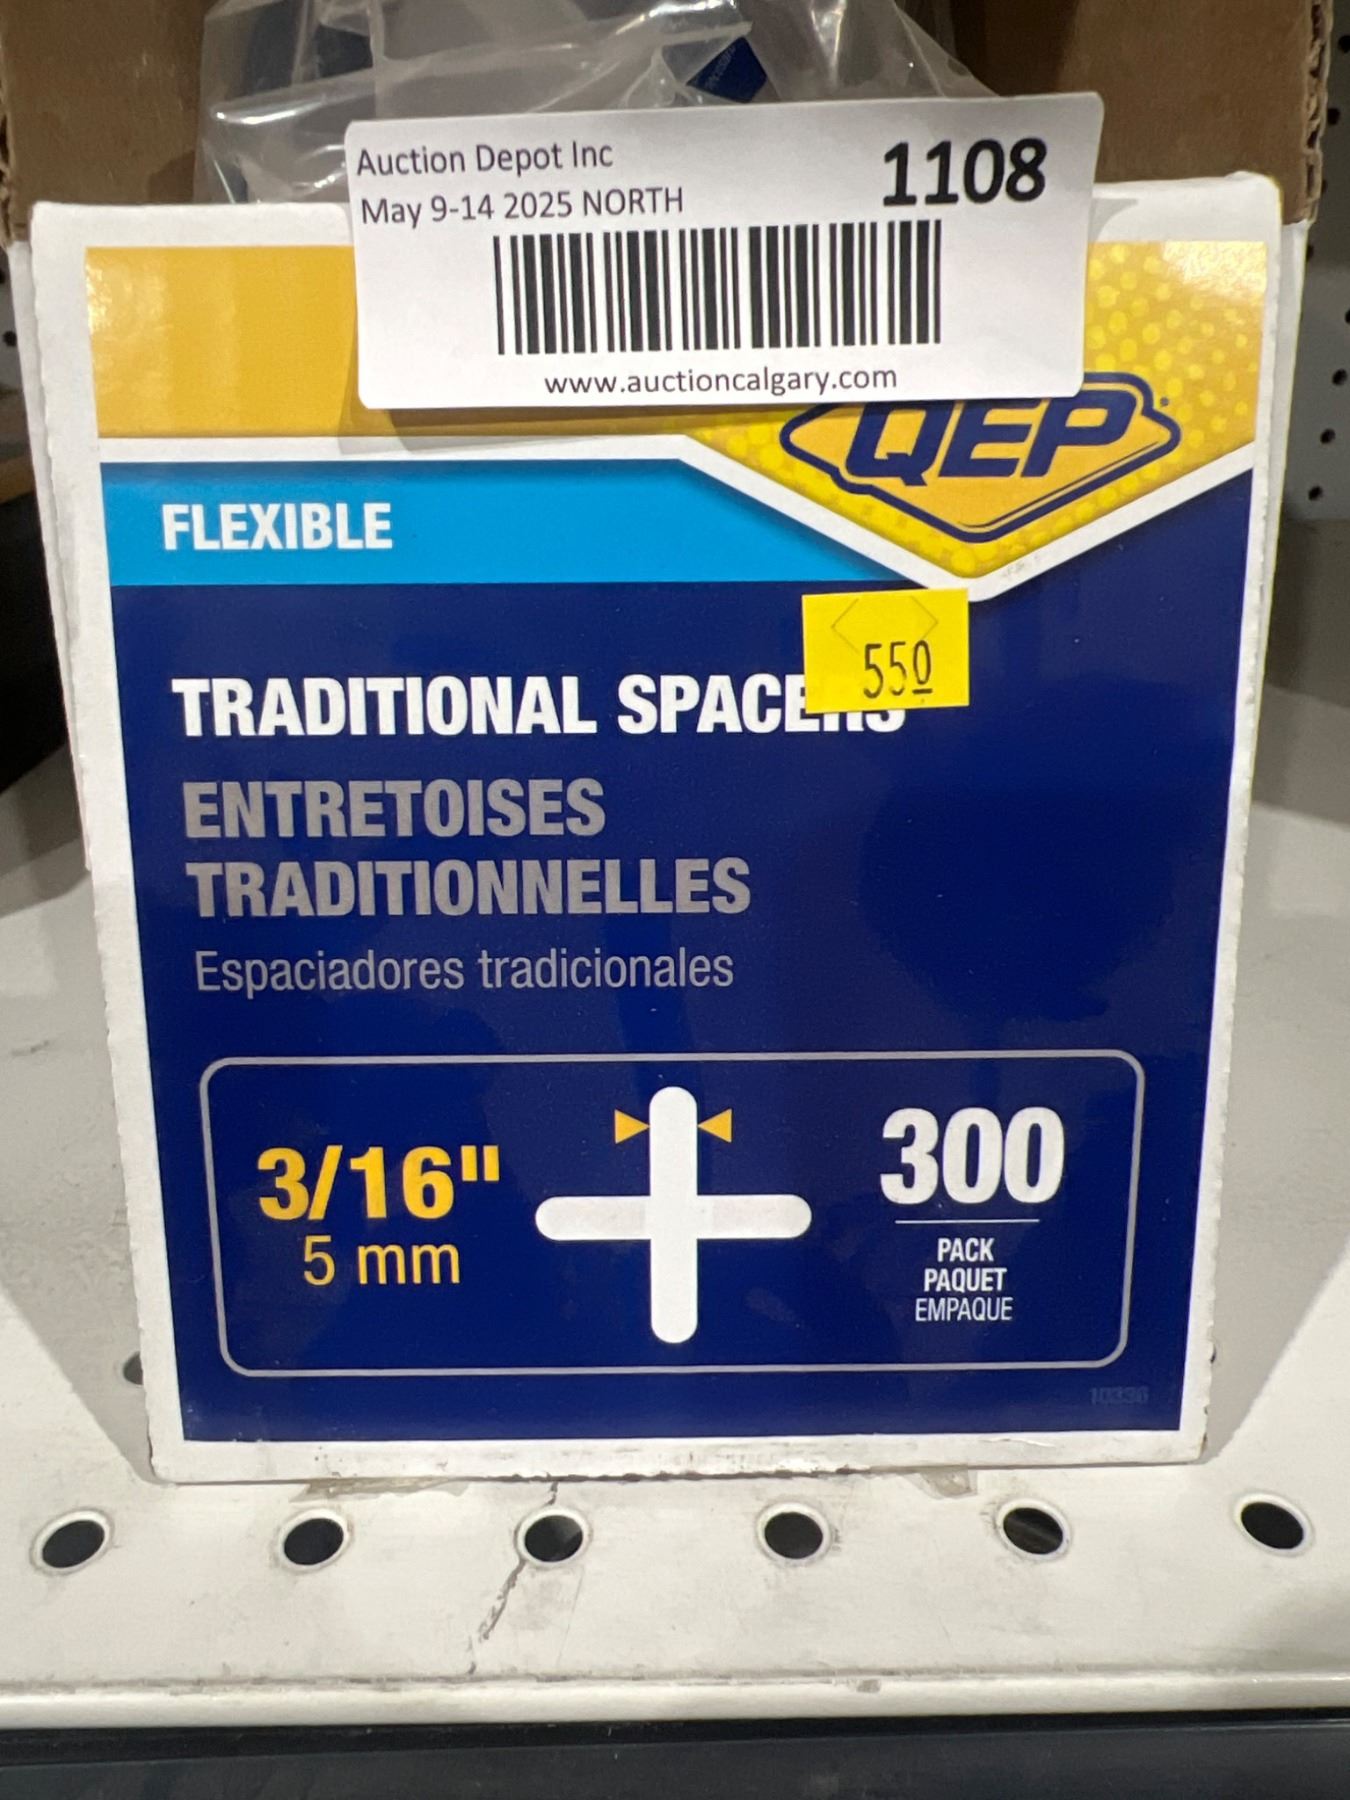 Auction Depot Inc
1108
May 9-14 2025 NORTH
www.auctioncalgary.com
QEP
FLEXIBLE
550
TRADITIONAL SPACERS
ENTRETOISES
TRADITIONNELLES
Espaciadores tradicionales
3/16"
5 mm
300
PACK
PAQUET
EMPAQUE
10336